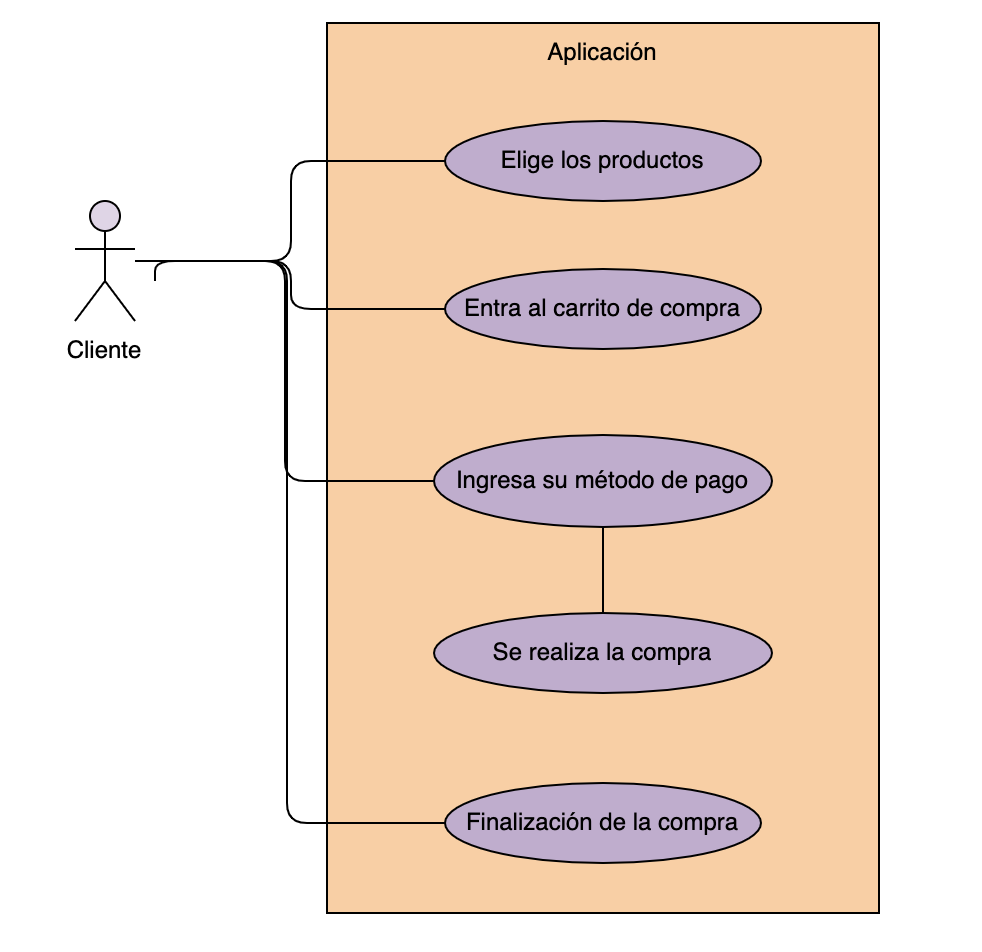 Aplicación
Elige los productos
Entra al carrito de compra
Cliente
Ingresa su método de pago
Se realiza la compra
Finalización de la compra